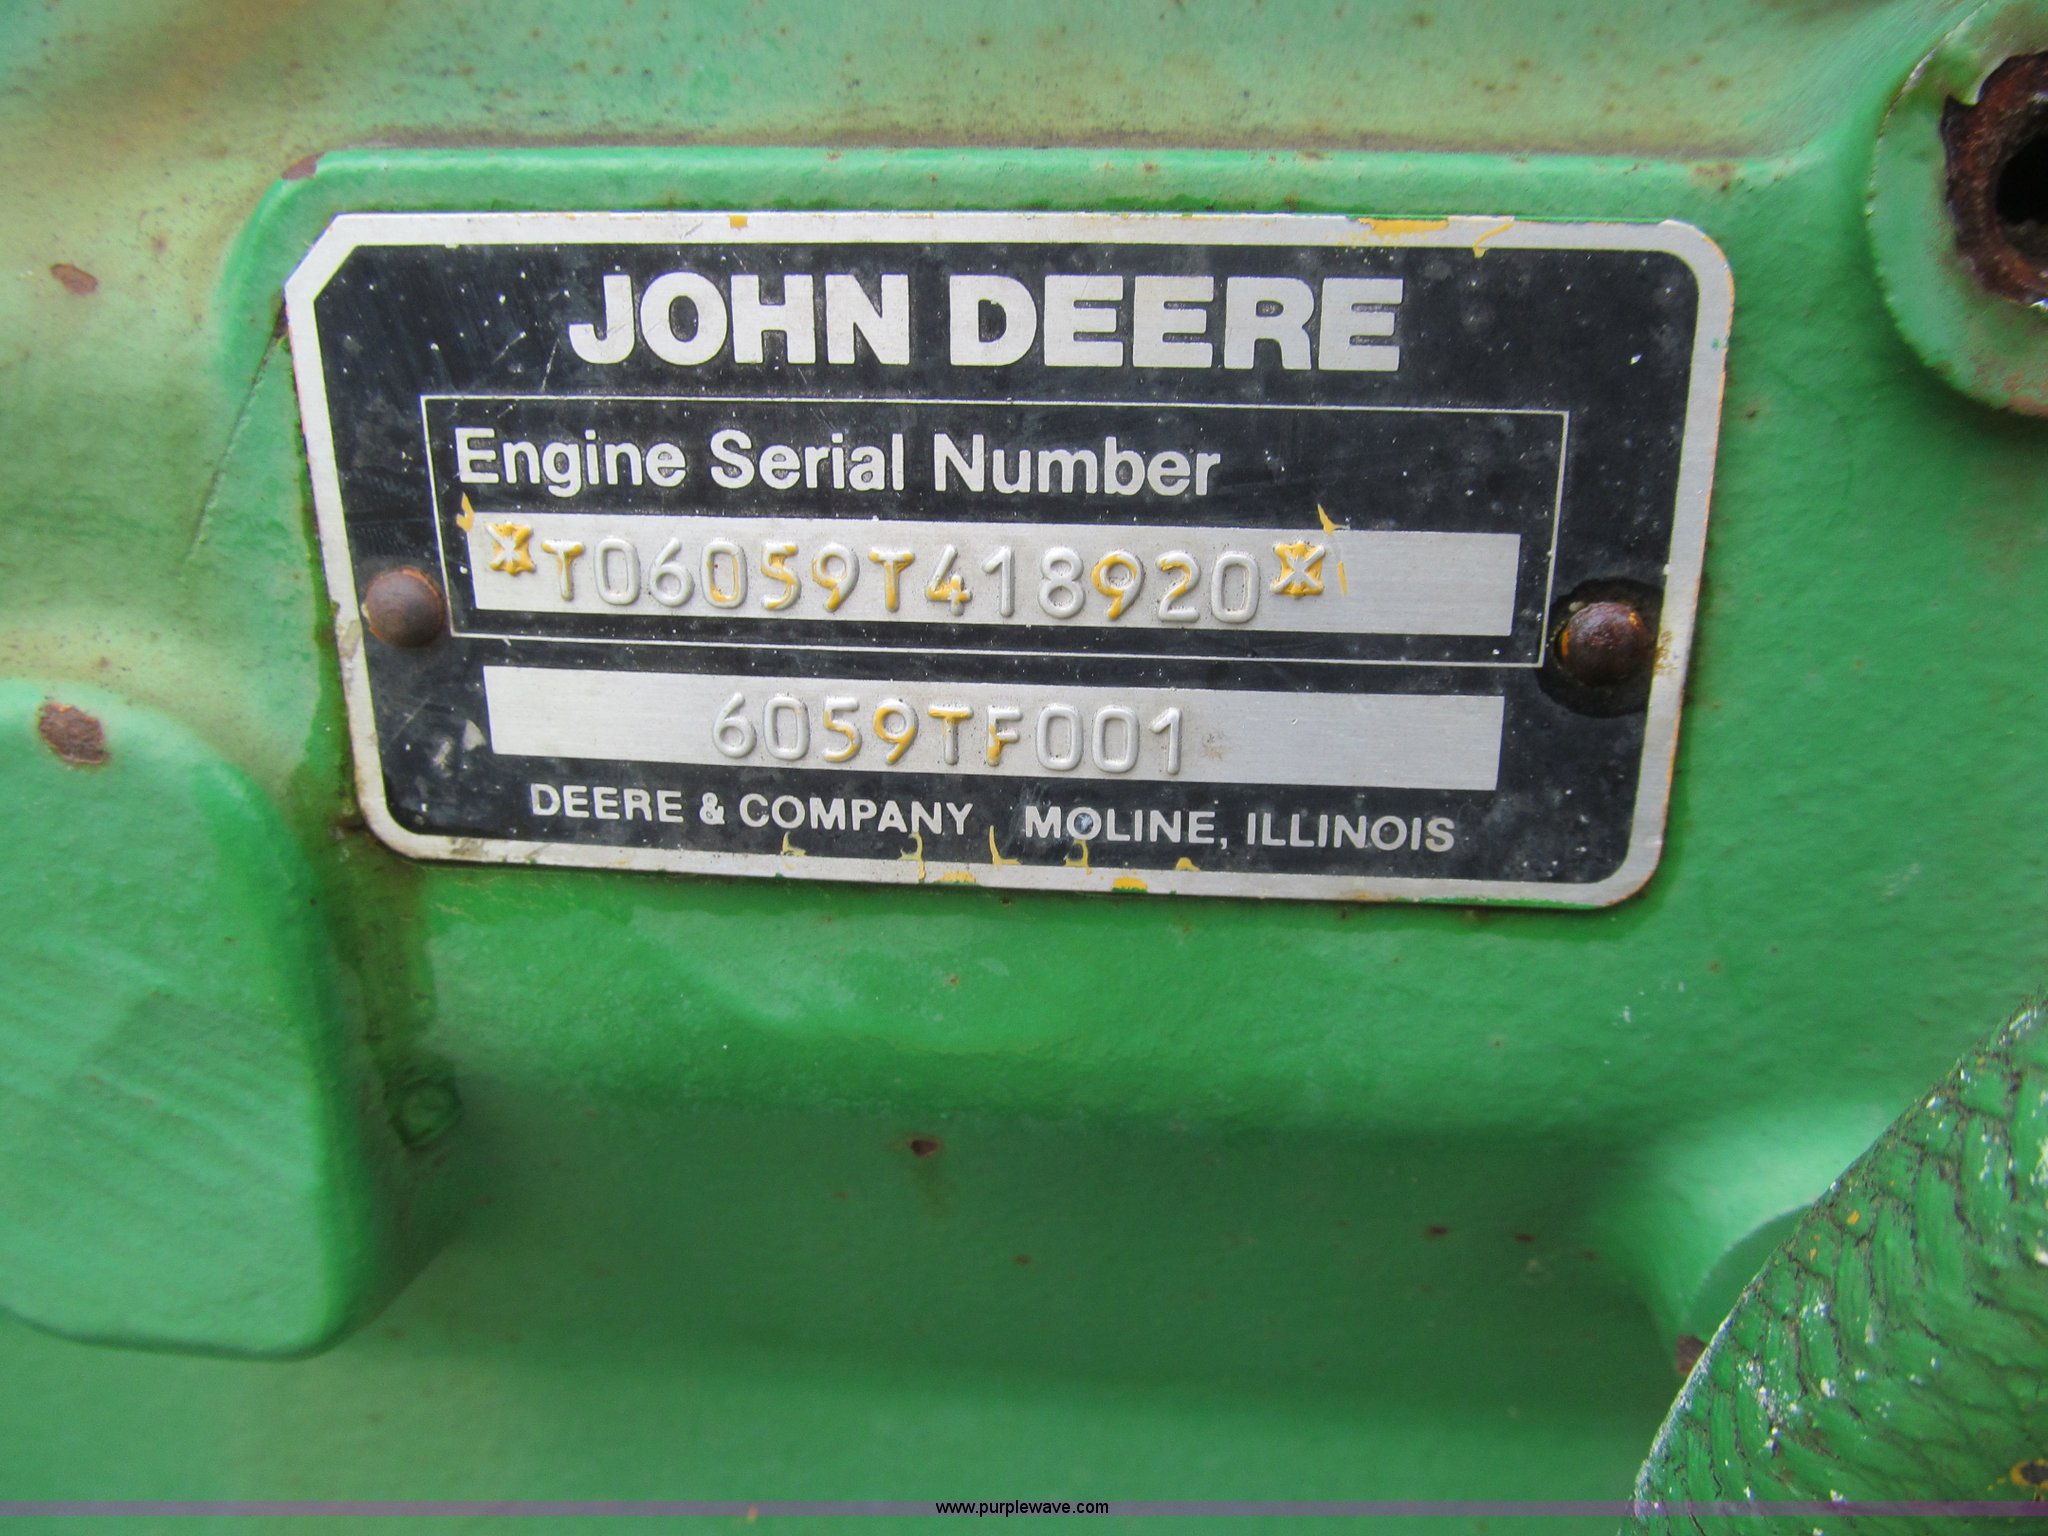 JOHN DEERE
Engine Serial Number
*T06059T418920*
6059TF001
DEERE & COMPANY MOLINE, ILLINOIS
www.purplewave.com